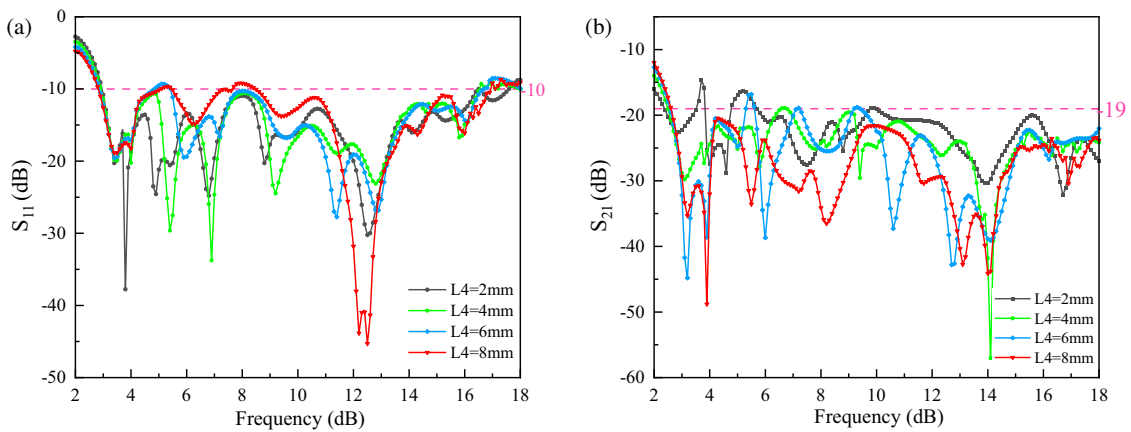 (a)
0
-10
-20
-30
-40
-50
S11 (dB)
2 4 6 8 10 12 14 16 18
Frequency (dB)
-10
L4=2mm
L4=4mm
L4=6mm
L4=8mm
(b)
-10
-20
-30
-40
-50
-60
S21 (dB)
2 4 6 8 10 12 14 16 18
Frequency (dB)
-19
L4=2mm
L4=4mm
L4=6mm
L4=8mm